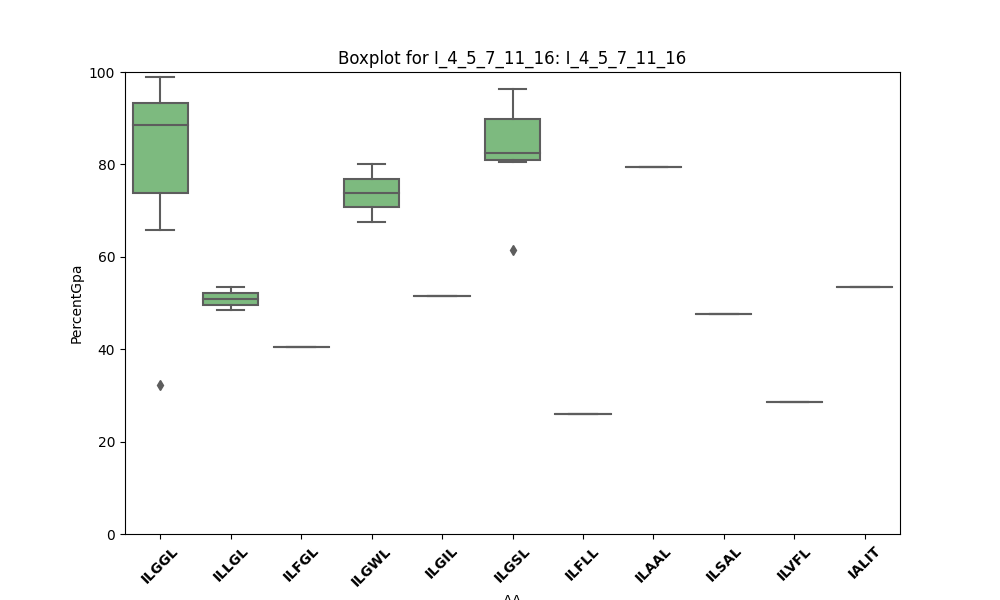 Boxplot for I_4_5_7_11_16: I_4_5_7_11_16
100
80
60
40
20
0
PercentGpa
ILGGL
ILLGL
ILFGL
ILGWL
ILGIL
ILGSL
ILFLL
ILAAL
ILSAL
ILVFL
IALIT